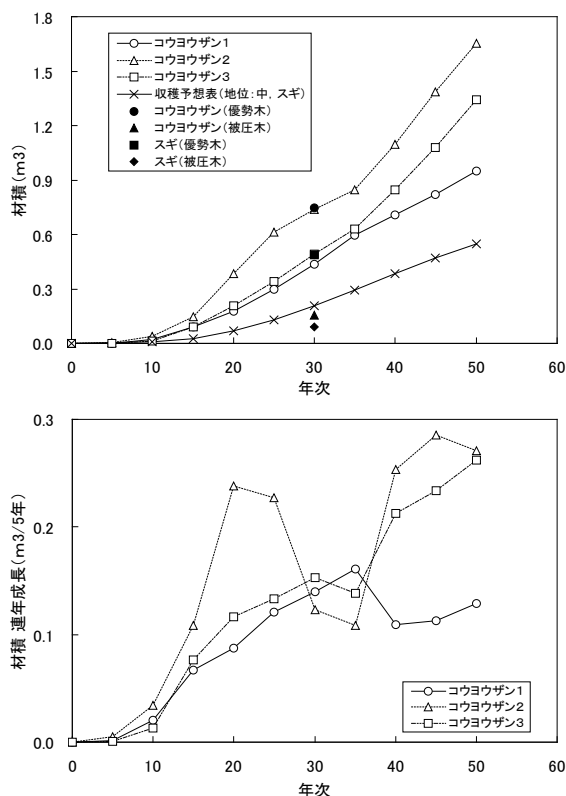 1.8
1.5
1.2
0.9
0.6
0.3
0.0
材積(m3)
コウヨウザン1
コウヨウザン2
コウヨウザン3
収穫予想表(地位:中, スギ)
コウヨウザン(優勢木)
コウヨウザン(被圧木)
スギ(優勢木)
スギ(被圧木)
0 10 20 30 40 50 60
年次
0.3
0.2
0.1
0.0
材積 連年成長(m3/5年)
コウヨウザン1
コウヨウザン2
コウヨウザン3
0 10 20 30 40 50 60
年次